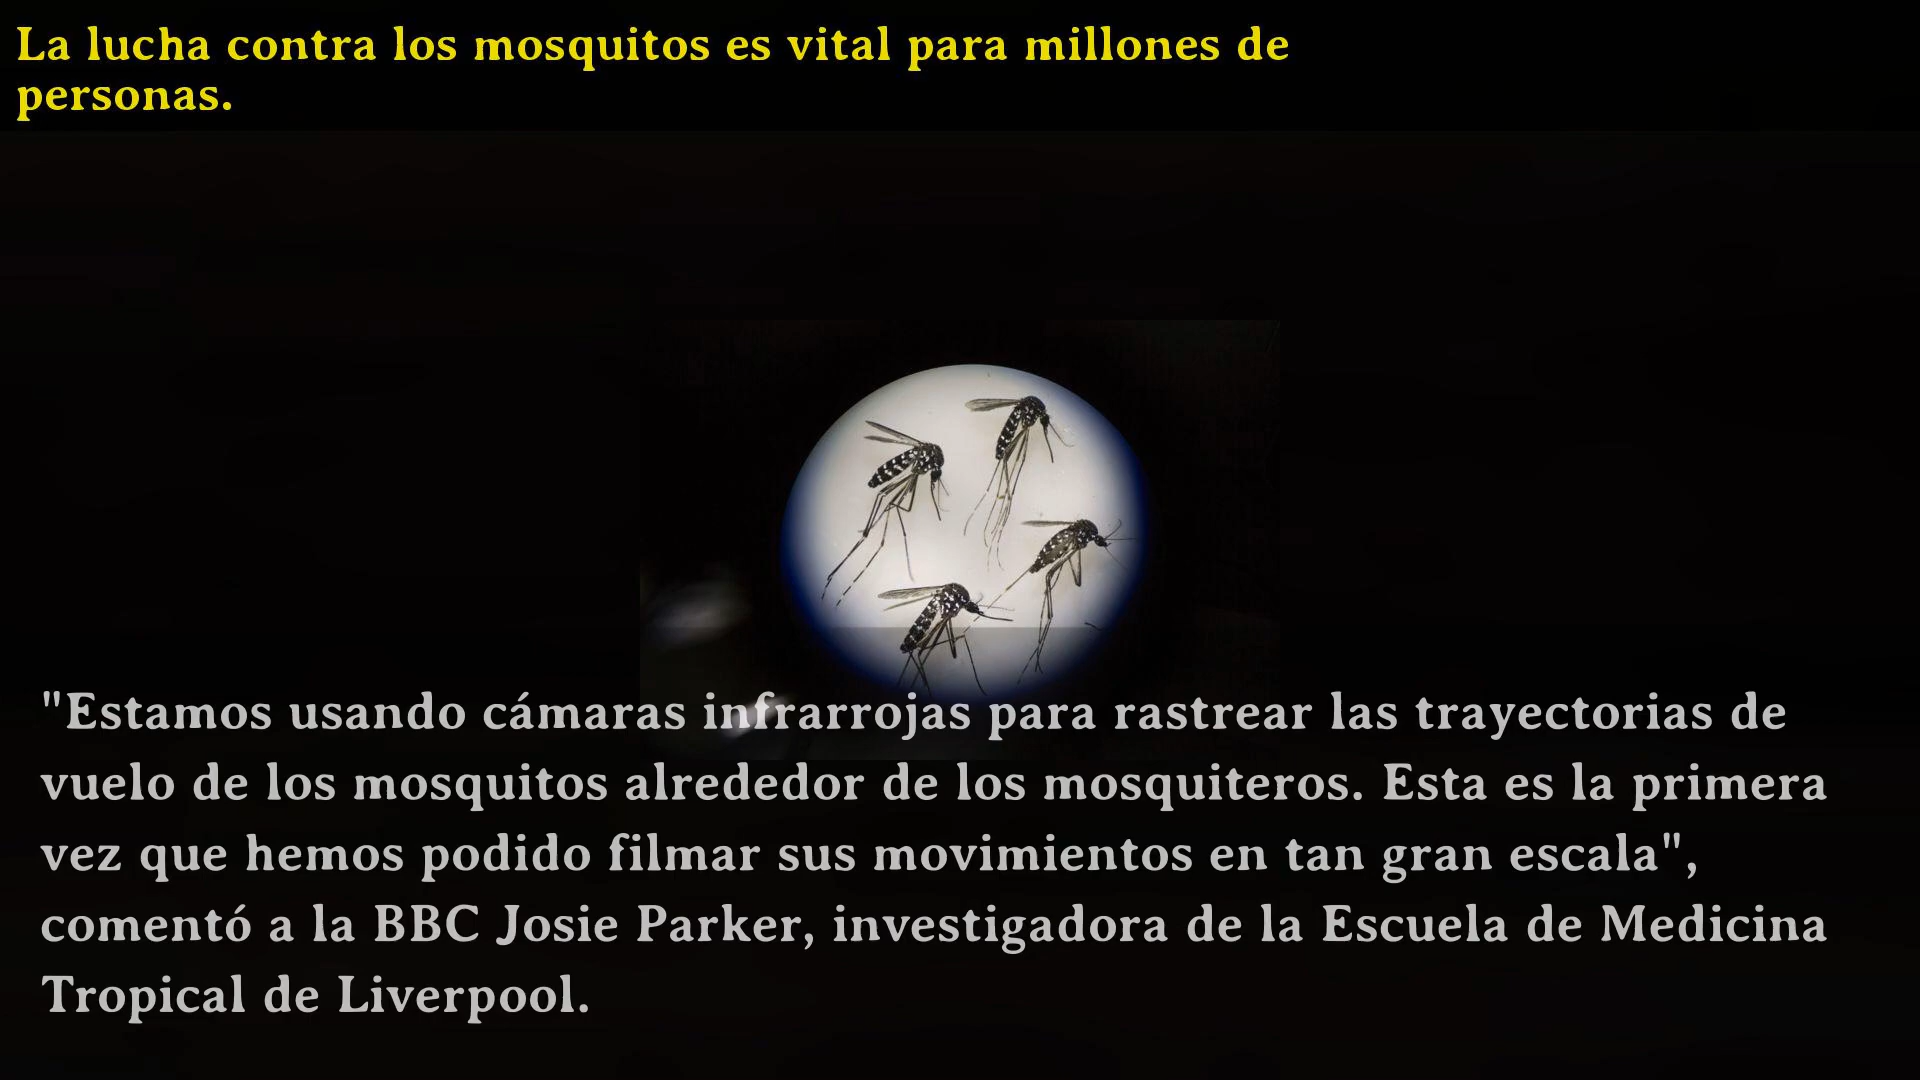 La lucha contra los mosquitos es vital para millones de
personas.
"Estamos usando cámaras infrarrojas para rastrear las trayectorias de
vuelo de los mosquitos alrededor de los mosquiteros. Esta es la primera
vez que hemos podido filmar sus movimientos en tan gran escala",
comentó a la BBC Josie Parker, investigadora de la Escuela de Medicina
Tropical de Liverpool.